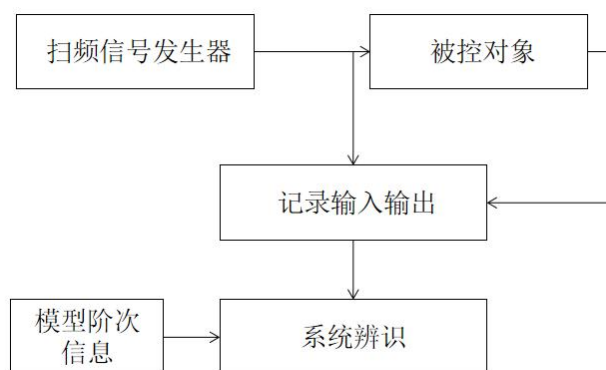 扫频信号发生器
被控对象
记录输入输出
模型阶次
信息
系统辨识